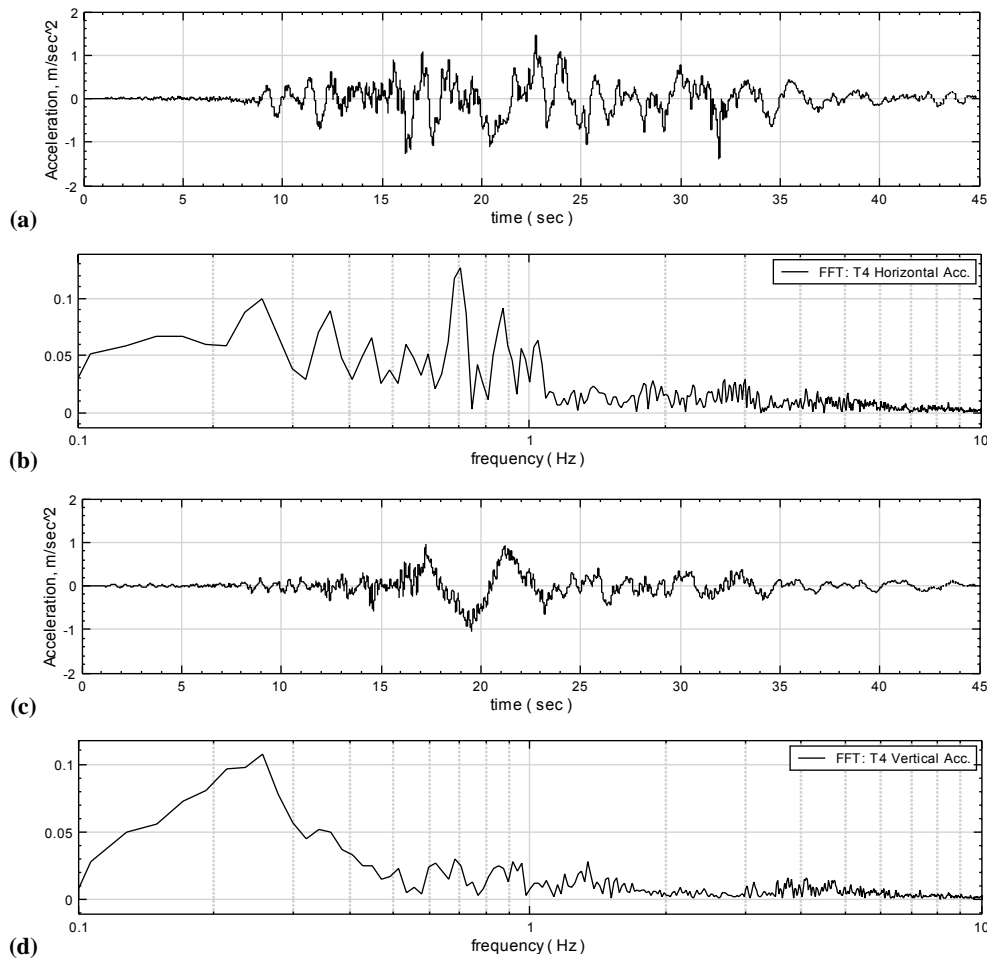 Acceleration, m/sec^2
2
1
0
-1
-2
0 5 10 15 20 25 30 35 40 45
time ( sec )
(a)
FFT: T4 Horizontal Acc.
0.1
0.05
0
0.1 1 10
frequency ( Hz )
(b)
Acceleration, m/sec^2
2
1
0
-1
-2
0 5 10 15 20 25 30 35 40 45
time ( sec )
(c)
FFT: T4 Vertical Acc.
0.1
0.05
0
0.1 1 10
frequency ( Hz )
(d)